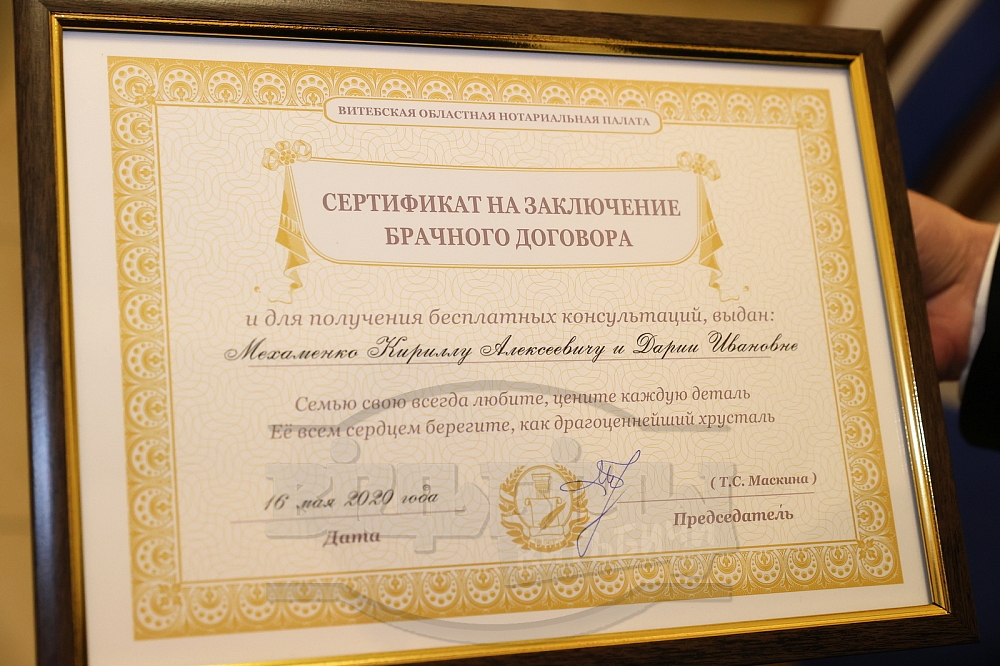 ВИТЕБСКАЯ ОБЛАСТНАЯ НОТАРИАЛЬНАЯ ПАЛАТА
СЕРТИФИКАТ НА ЗАКЛЮЧЕНИЕ
БРАЧНОГО ДОГОВОРА
и для получения бесплатных консультаций, выдан:
Мехаменко Кириллу Алексеевичу и Дарии Ивановне
Семью свою всегда любите, цените каждую деталь
Её всем сердцем берегите, как драгоценнейший хрусталь
16 мая 2020 года
( Т.С. Маскина )
Дата
Председатель